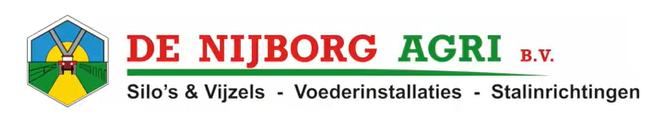 DE NIJBORG AGRI B.V.
Silo's & Vijzels - Voederinstallaties - Stalinrichtingen